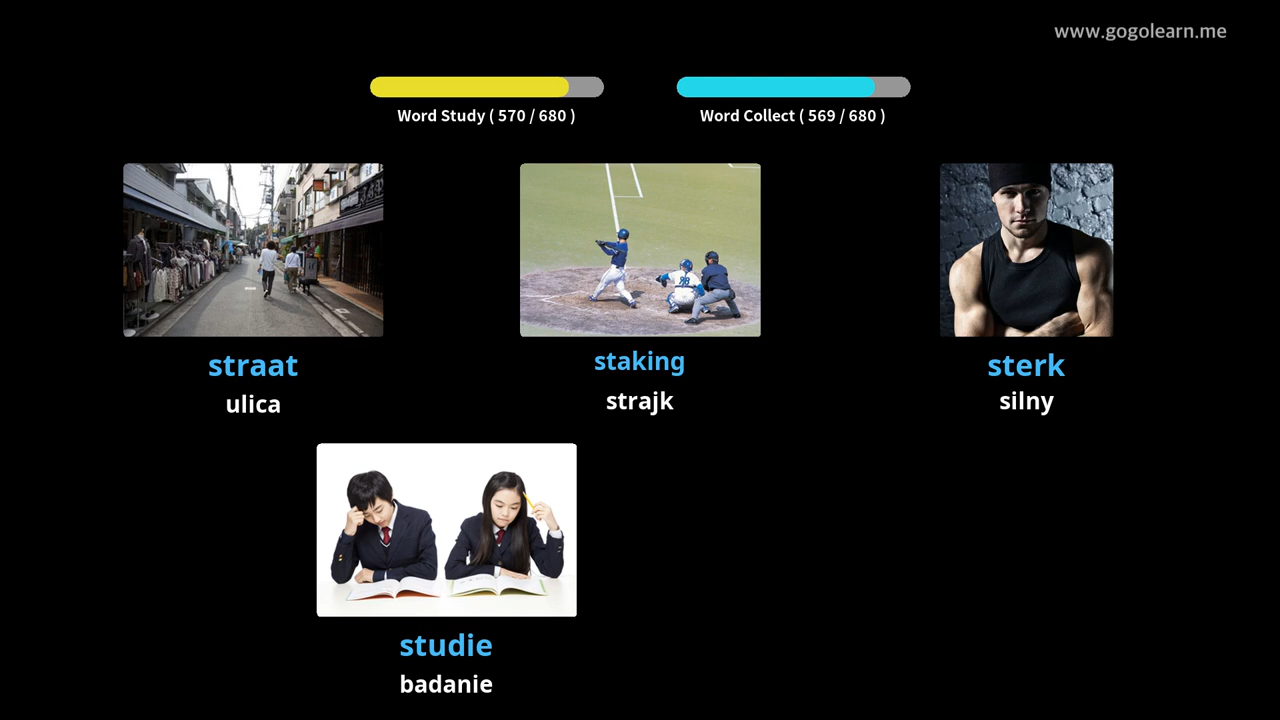 www.gogolearn.me
Word Study ( 570 / 680 )
Word Collect ( 569 / 680 )
straat
ulica
staking
strajk
sterk
silny
studie
badanie